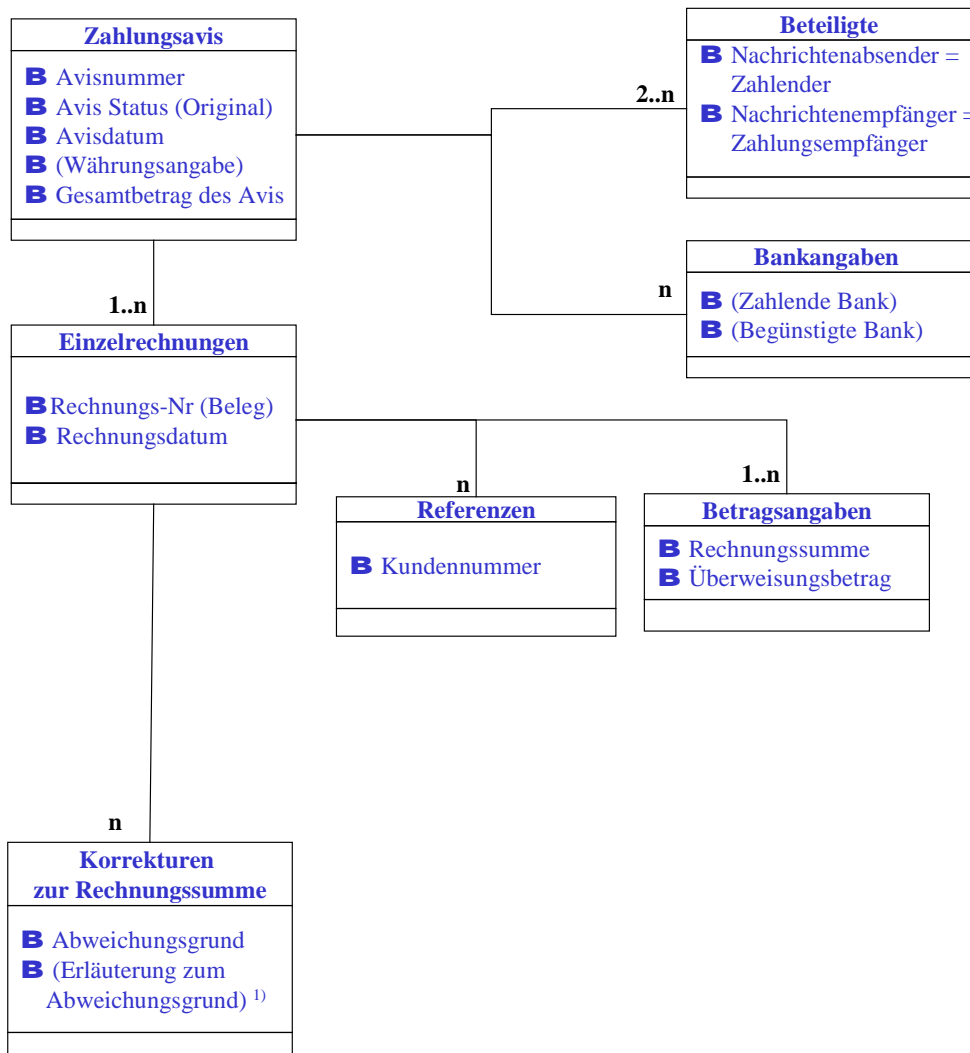 Zahlungsavis
B Avisnummer
B Avis Status (Original)
B Avisdatum
B (Währungsangabe)
B Gesamtbetrag des Avis
Beteiligte
B Nachrichtenabsender =
Zahlender
B Nachrichtenempfänger =
Zahlungsempfänger
2..n
Bankangaben
B (Zahlende Bank)
B (Begünstigte Bank)
n
1..n
Einzelrechnungen
B Rechnungs-Nr (Beleg)
B Rechnungsdatum
n
Referenzen
B Kundennummer
1..n
Betragsangaben
B Rechnungssumme
B Überweisungsbetrag
n
Korrekturen
zur Rechnungssumme
B Abweichungsgrund
B (Erläuterung zum
Abweichungsgrund) 1)